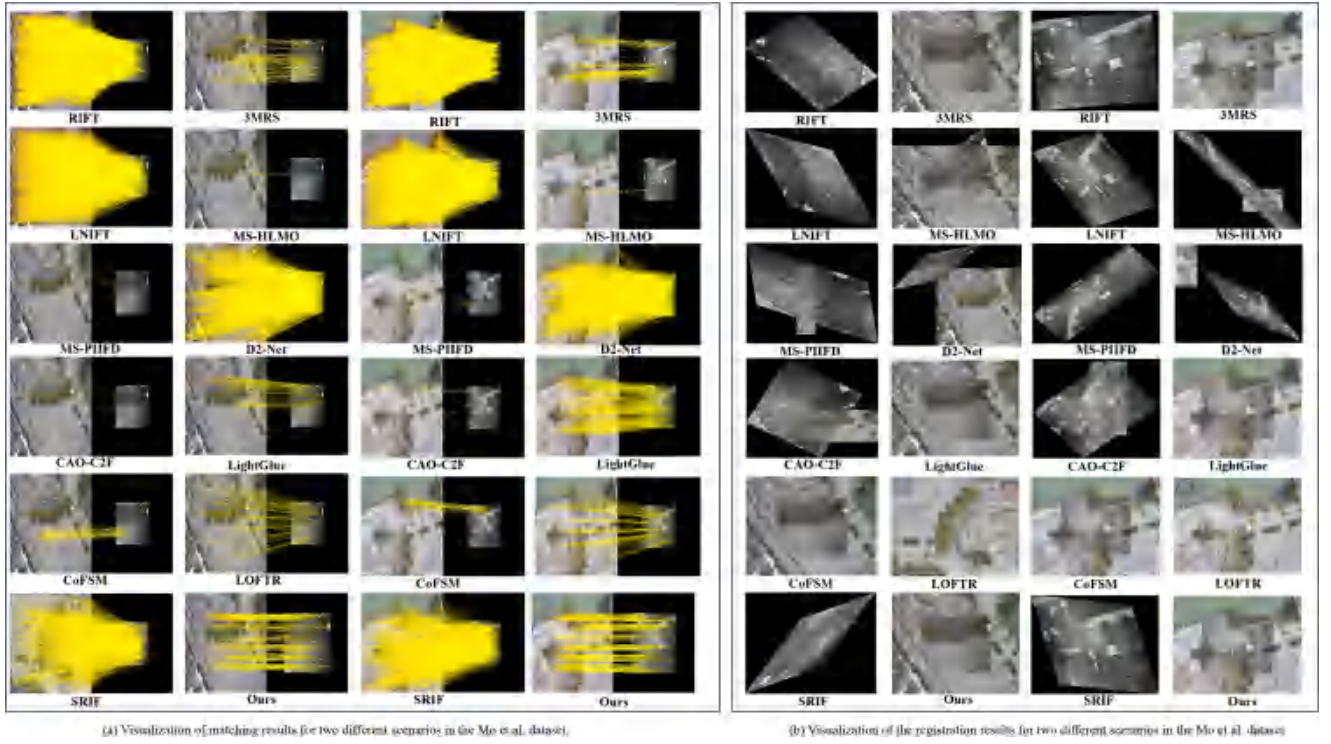 RIFT 3MRS RIFT 3MRS
LNIFT MS-HLMO LNIFT MS-HLMO
MS-PIIFD D2-Net MS-PIIFD D2-Net
CAO-C2F LightGlue CAO-C2F LightGlue
CoFSM LOFTR CoFSM
SRIF Ours SRIF Ours
(a) Visualization of matching results for two different scenarios in the Mo et al. dataset.
RIFT 3MRS RIFT 3MRS
LNIFT MS-HLMO LNIFT MS-HLMO
MS-PIIFD D2-Net MS-PIIFD D2-Net
CAO-C2F LightGlue CAO-C2F LightGlue
CoFSM LOFTR CoFSM LOFTR
SRIF Ours SRIF Ours
(b) Visualization of the registration results for two different scenarios in the Mo et al. dataset